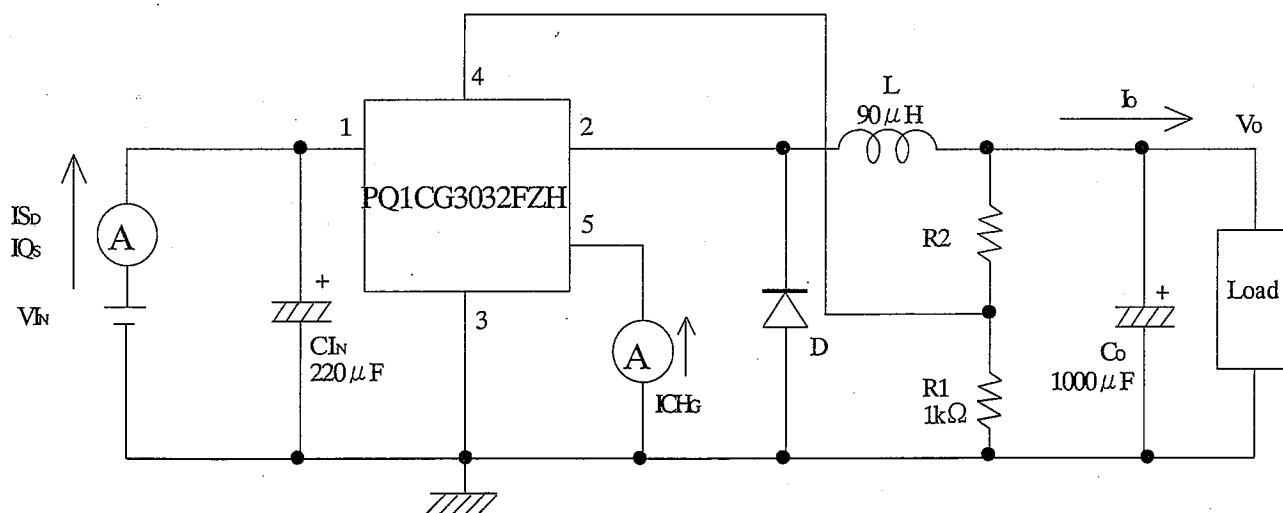 4
L
90μH
Io
Vo
1
2
PQ1CG3032FZH
ISD
IQS
A
5
R2
+
+
Load
VIN
3
CIN
220μF
A
D
Co
1000μF
ICHG
R1
1kΩ